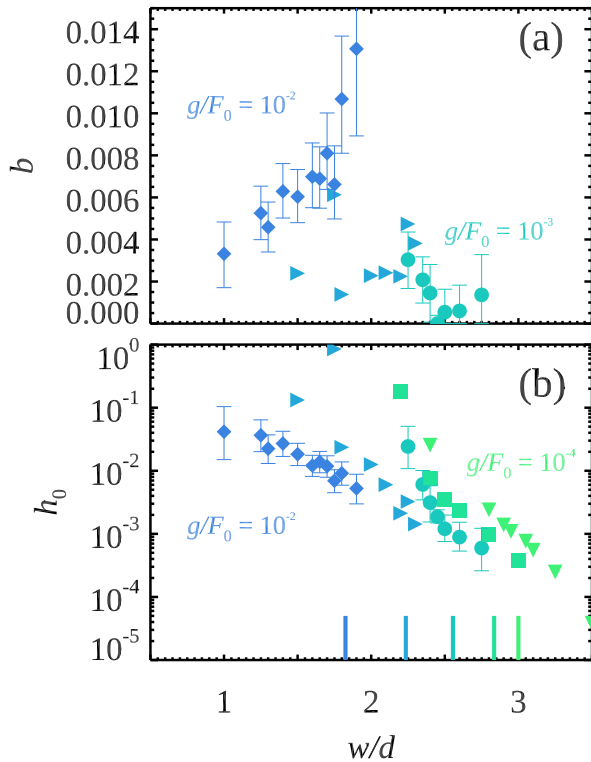 0.014
(a)
0.012
g/F₀ = 10⁻²
0.010
0.008
b
0.006
g/F₀ = 10⁻³
0.004
0.002
0.000
10⁰
(b)
10⁻¹
g/F₀ = 10⁻⁴
10⁻²
h₀
g/F₀ = 10⁻²
10⁻³
10⁻⁴
10⁻⁵
1 2 3
w/d